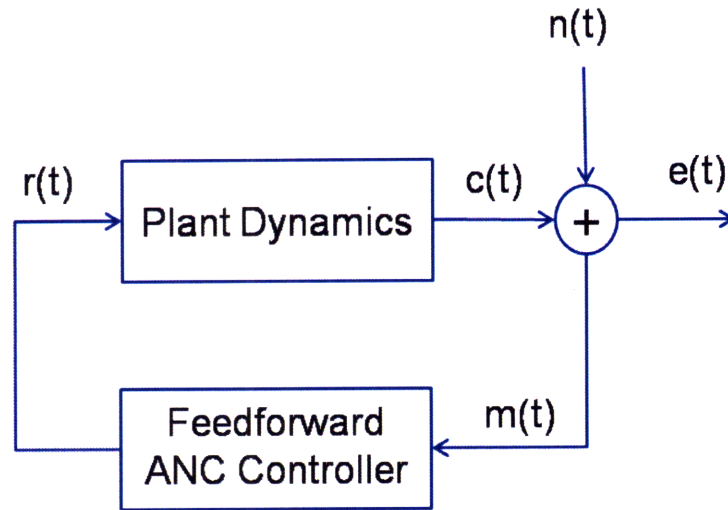 n(t)
r(t)
Plant Dynamics
c(t)
+
e(t)
Feedforward
ANC Controller
m(t)